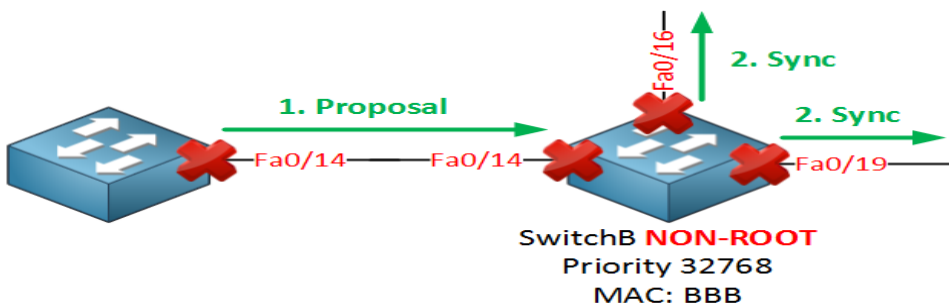 Fa0/16
2. Sync
1. Proposal
2. Sync
Fa0/14
Fa0/14
Fa0/19
SwitchB NON-ROOT
Priority 32768
MAC: BBB